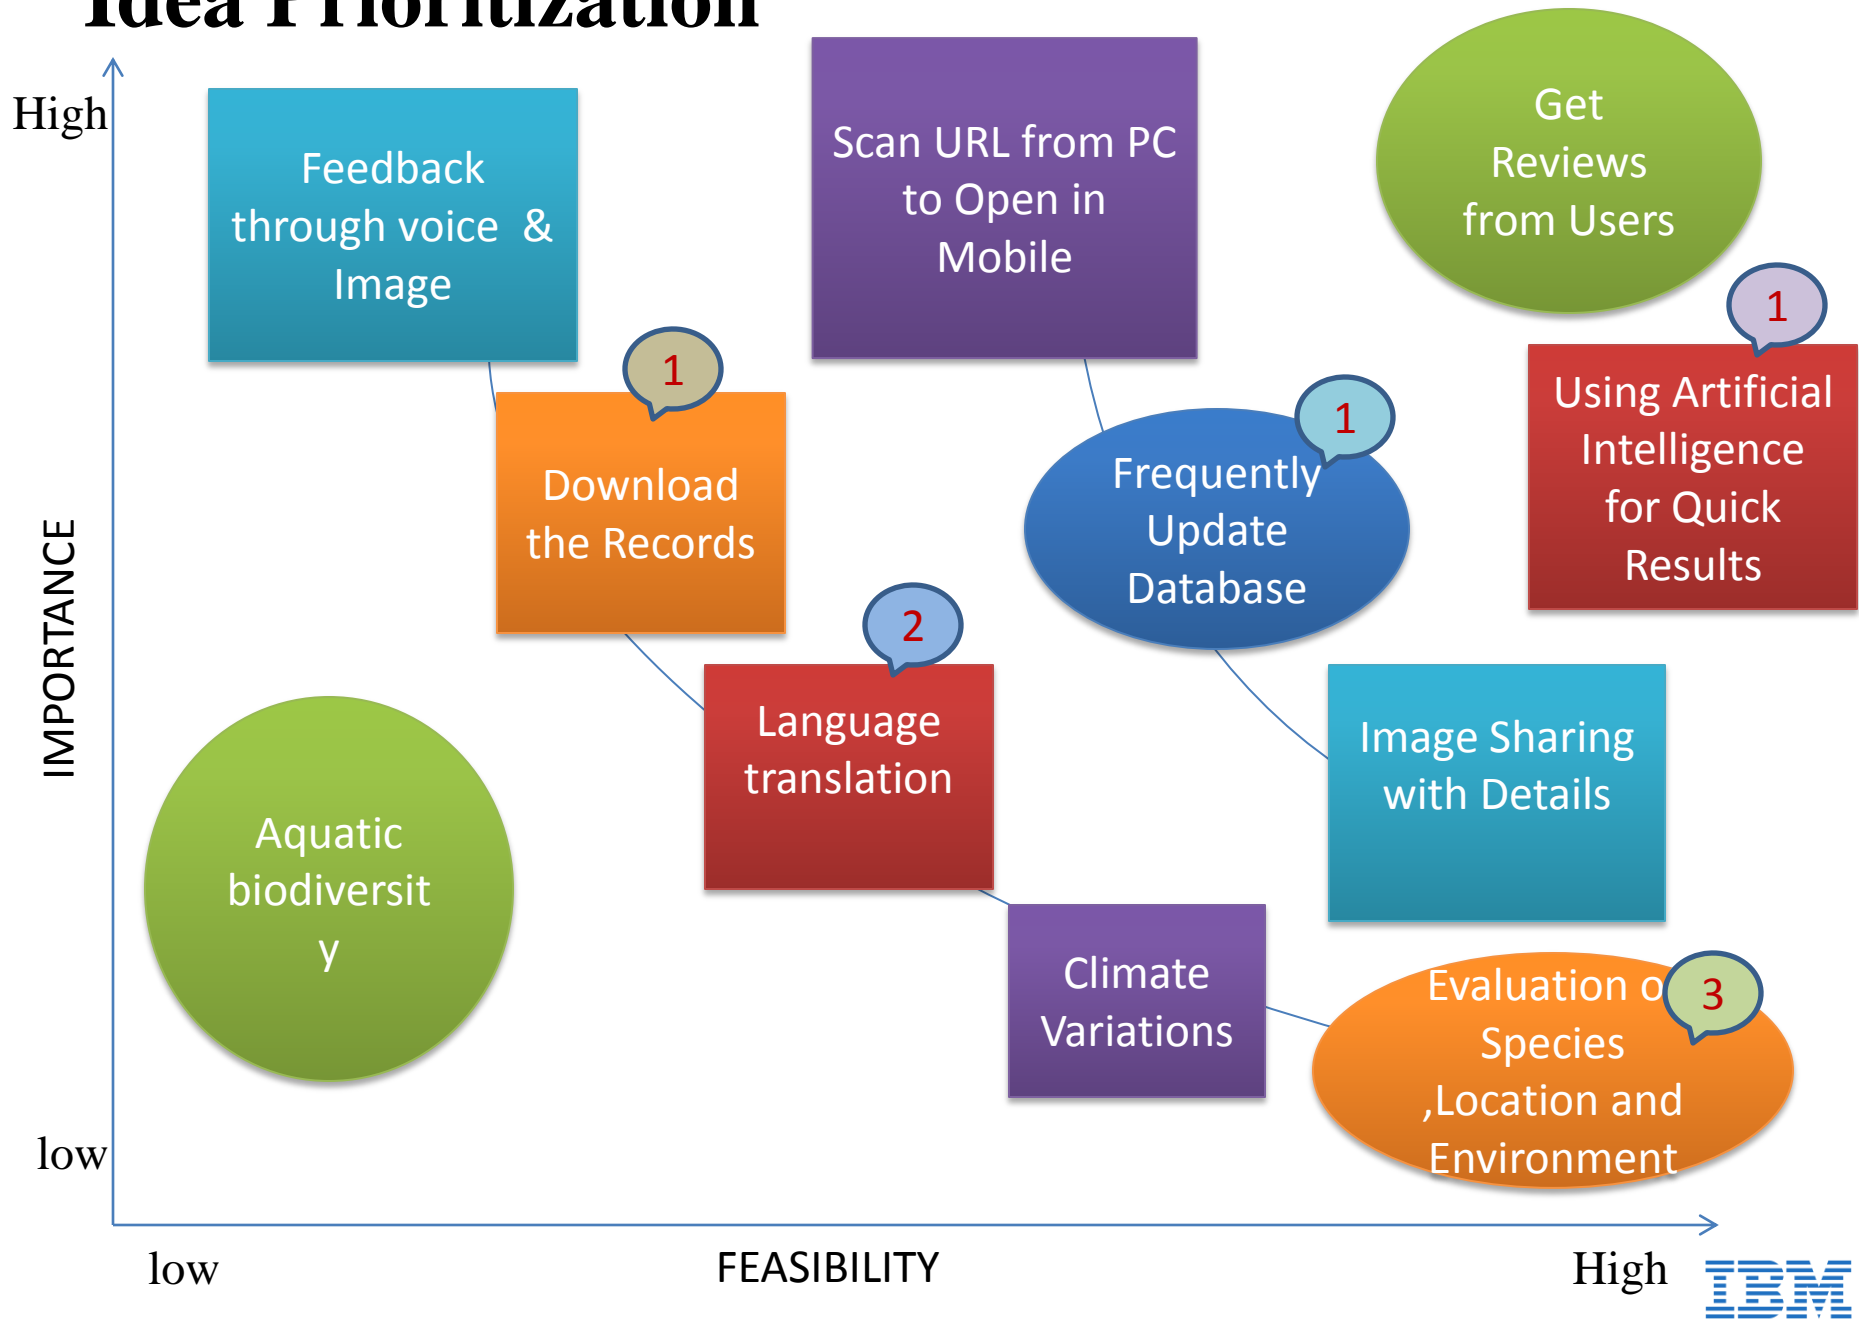 Idea Prioritization
High
Feedback
through voice & 
Image
Scan URL from PC
to Open in
Mobile
Get
Reviews
from Users
1
Using Artificial
Intelligence
for Quick
Results
1
Download
the Records
1
Frequently
Update
Database
2
Language
translation
Image Sharing
with Details
IMPORTANCE
Aquatic
biodiversit
y
Climate
Variations
3
Evaluation o
Species
,Location and
Environment
low
low
FEASIBILITY
High
IBM